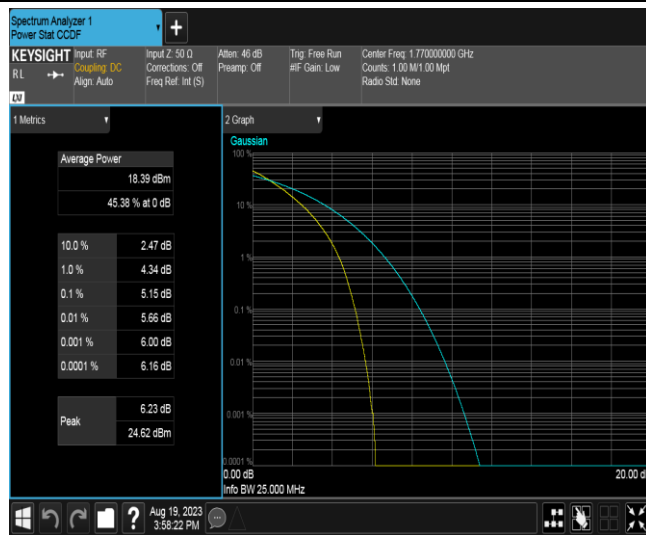 Spectrum Analyzer 1
Power Stat CCDF
+
KEYSIGHT
RL
LXI
Input: RF
Coupling: DC
Align: Auto
Input Z: 50 Ω
Corrections: Off
Freq Ref: Int (S)
Atten: 46 dB
Preamp: Off
Trig: Free Run
#IF Gain: Low
Center Freq: 1.770000000 GHz
Counts: 1.00 M/1.00 Mpt
Radio Std: None
1 Metrics
Average Power
18.39 dBm
45.38 % at 0 dB
10.0 % 2.47 dB
1.0 % 4.34 dB
0.1 % 5.15 dB
0.01 % 5.66 dB
0.001 % 6.00 dB
0.0001 % 6.16 dB
Peak
6.23 dB
24.62 dBm
2 Graph
Gaussian
100 %
10 %
1 %
0.1 %
0.01 %
0.001 %
0.0001 %
0.00 dB
20.00 d
Info BW 25.000 MHz
?
Aug 19, 2023
3:58:22 PM